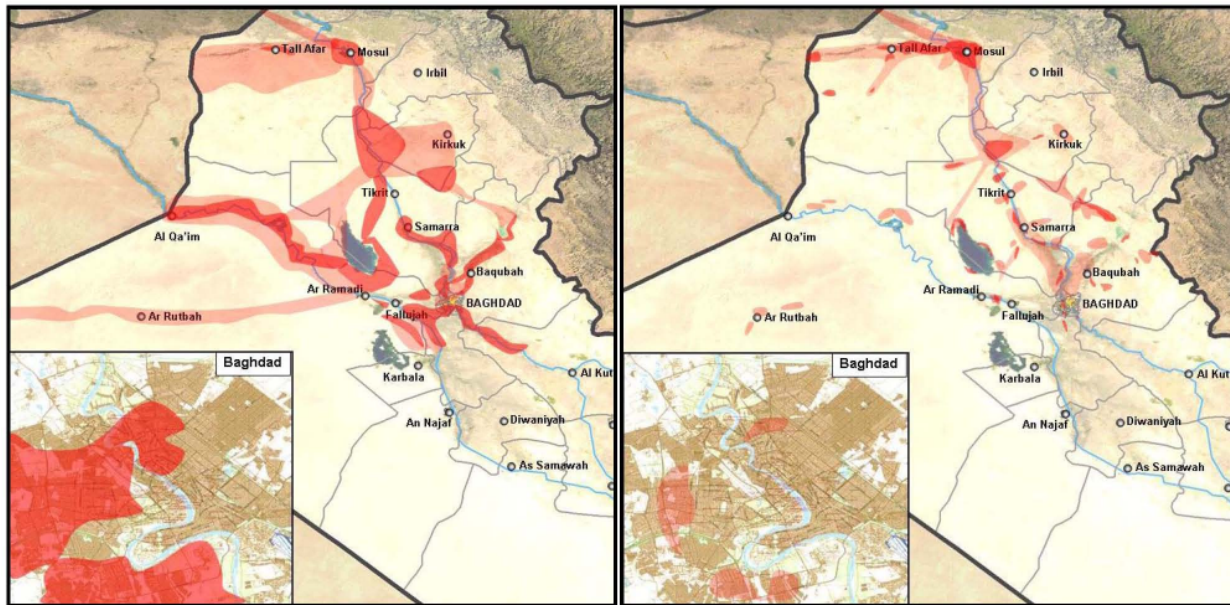 Tall Afar
Mosul
Irbil
Kirkuk
Tikrit
Samarra
Al Qa'im
Baqubah
Ar Ramadi
BAGHDAD
Fallujah
Ar Rutbah
Baghdad
Karbala
Al Kut
An Najaf
Diwaniyah
As Samawah
Tall Afar
Mosul
Irbil
Kirkuk
Tikrit
Samarra
Al Qa'im
Baqubah
Ar Ramadi
BAGHDAD
Fallujah
Ar Rutbah
Baghdad
Karbala
Al Kut
An Najaf
Diwaniyah
As Samawah